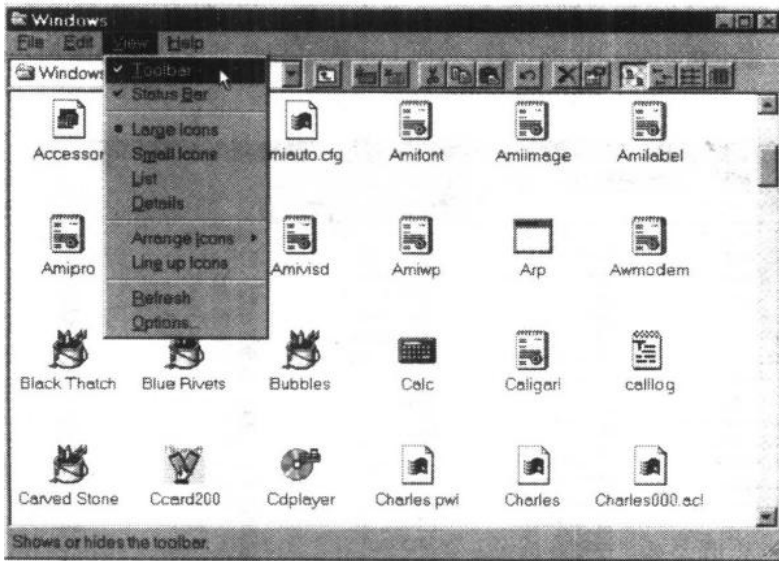 Windows
File Edit View Help
Windows
Toolbar
Status Bar
Large Icons
Small Icons
List
Details
Arrange Icons
Line up Icons
Refresh
Options...
Accessor
miauto.cfg
Amifont
Amiimage
Amilabel
Amipro
Amivisd
Amiwp
Arp
Awmodem
Black Thatch
Blue Rivets
Bubbles
Calc
Caligari
calllog
Carved Stone
Ccard200
Cdplayer
Charles.pwl
Charles
Charles000.acl
Shows or hides the toolbar.